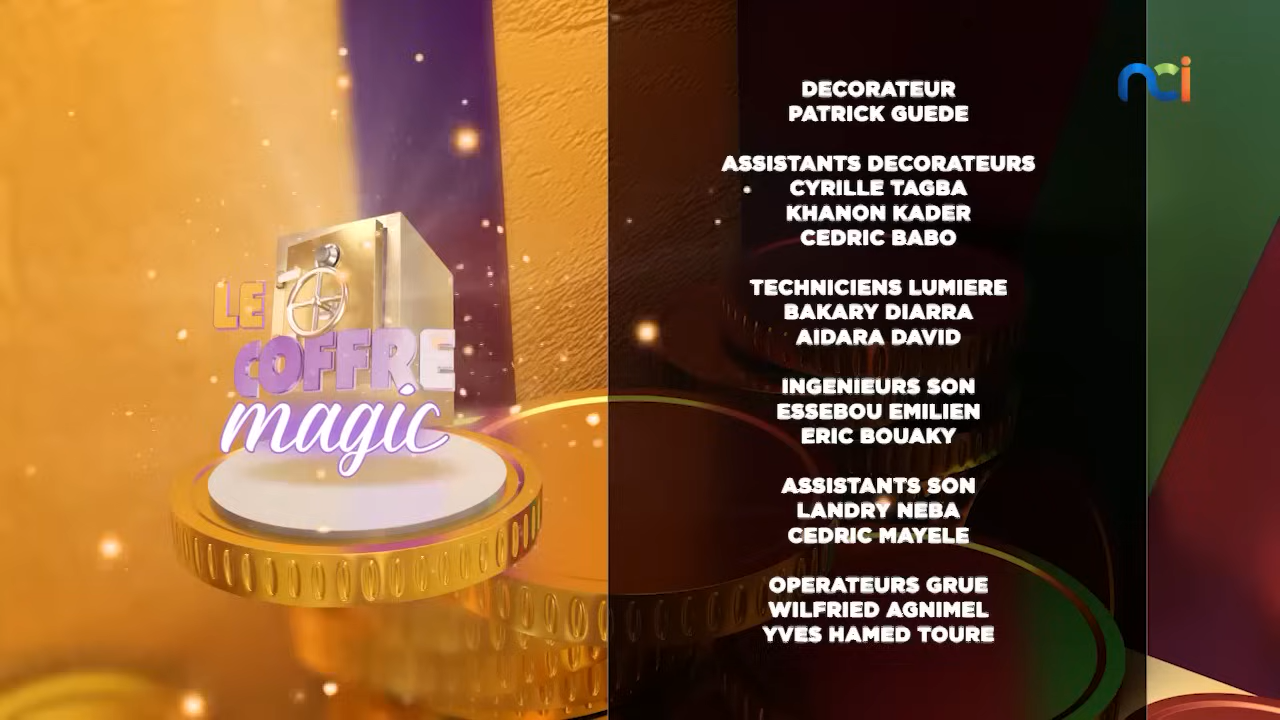 LE
COFFRE
magic
nci
DECORATEUR
PATRICK GUEDE
ASSISTANTS DECORATEURS
CYRILLE TAGBA
KHANON KADER
CEDRIC BABO
TECHNICIENS LUMIERE
BAKARY DIARRA
AIDARA DAVID
INGENIEURS SON
ESSEBOU EMILIEN
ERIC BOUAKY
ASSISTANTS SON
LANDRY NEBA
CEDRIC MAYELE
OPERATEURS GRUE
WILFRIED AGNIMEL
YVES HAMED TOURE